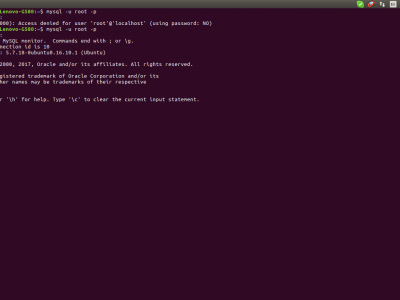 Lenovo-G580:~$ mysql -u root -p
:
000): Access denied for user 'root'@'localhost' (using password: NO)
Lenovo-G580:~$ mysql -u root -p
:
MySQL monitor.  Commands end with ; or \g.
nection id is 10
: 5.7.18-0ubuntu0.16.10.1 (Ubuntu)
2000, 2017, Oracle and/or its affiliates. All rights reserved.
gistered trademark of Oracle Corporation and/or its
her names may be trademarks of their respective
r '\h' for help. Type '\c' to clear the current input statement.